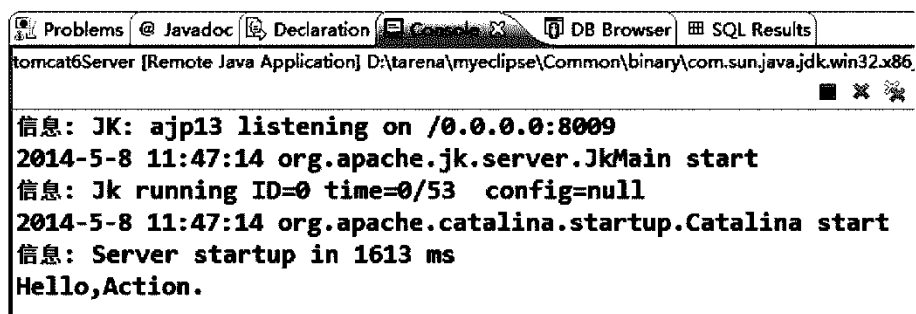 Problems @ Javadoc Declaration Console DB Browser SQL Results
tomcat6Server [Remote Java Application] D:\tarena\myeclipse\Common\binary\com.sun.java.jdk.win32.x86_
信息: JK: ajp13 listening on /0.0.0.0:8009
2014-5-8 11:47:14 org.apache.jk.server.JkMain start
信息: Jk running ID=0 time=0/53 config=null
2014-5-8 11:47:14 org.apache.catalina.startup.Catalina start
信息: Server startup in 1613 ms
Hello,Action.